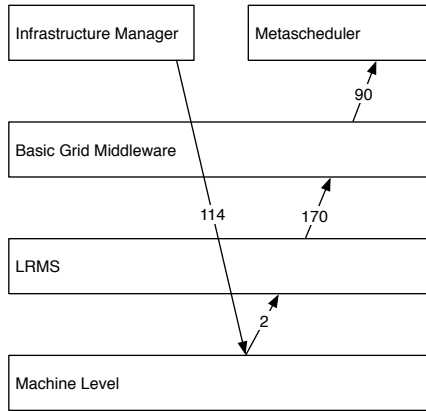 Infrastructure Manager
Metascheduler
90
Basic Grid Middleware
114
170
LRMS
2
Machine Level